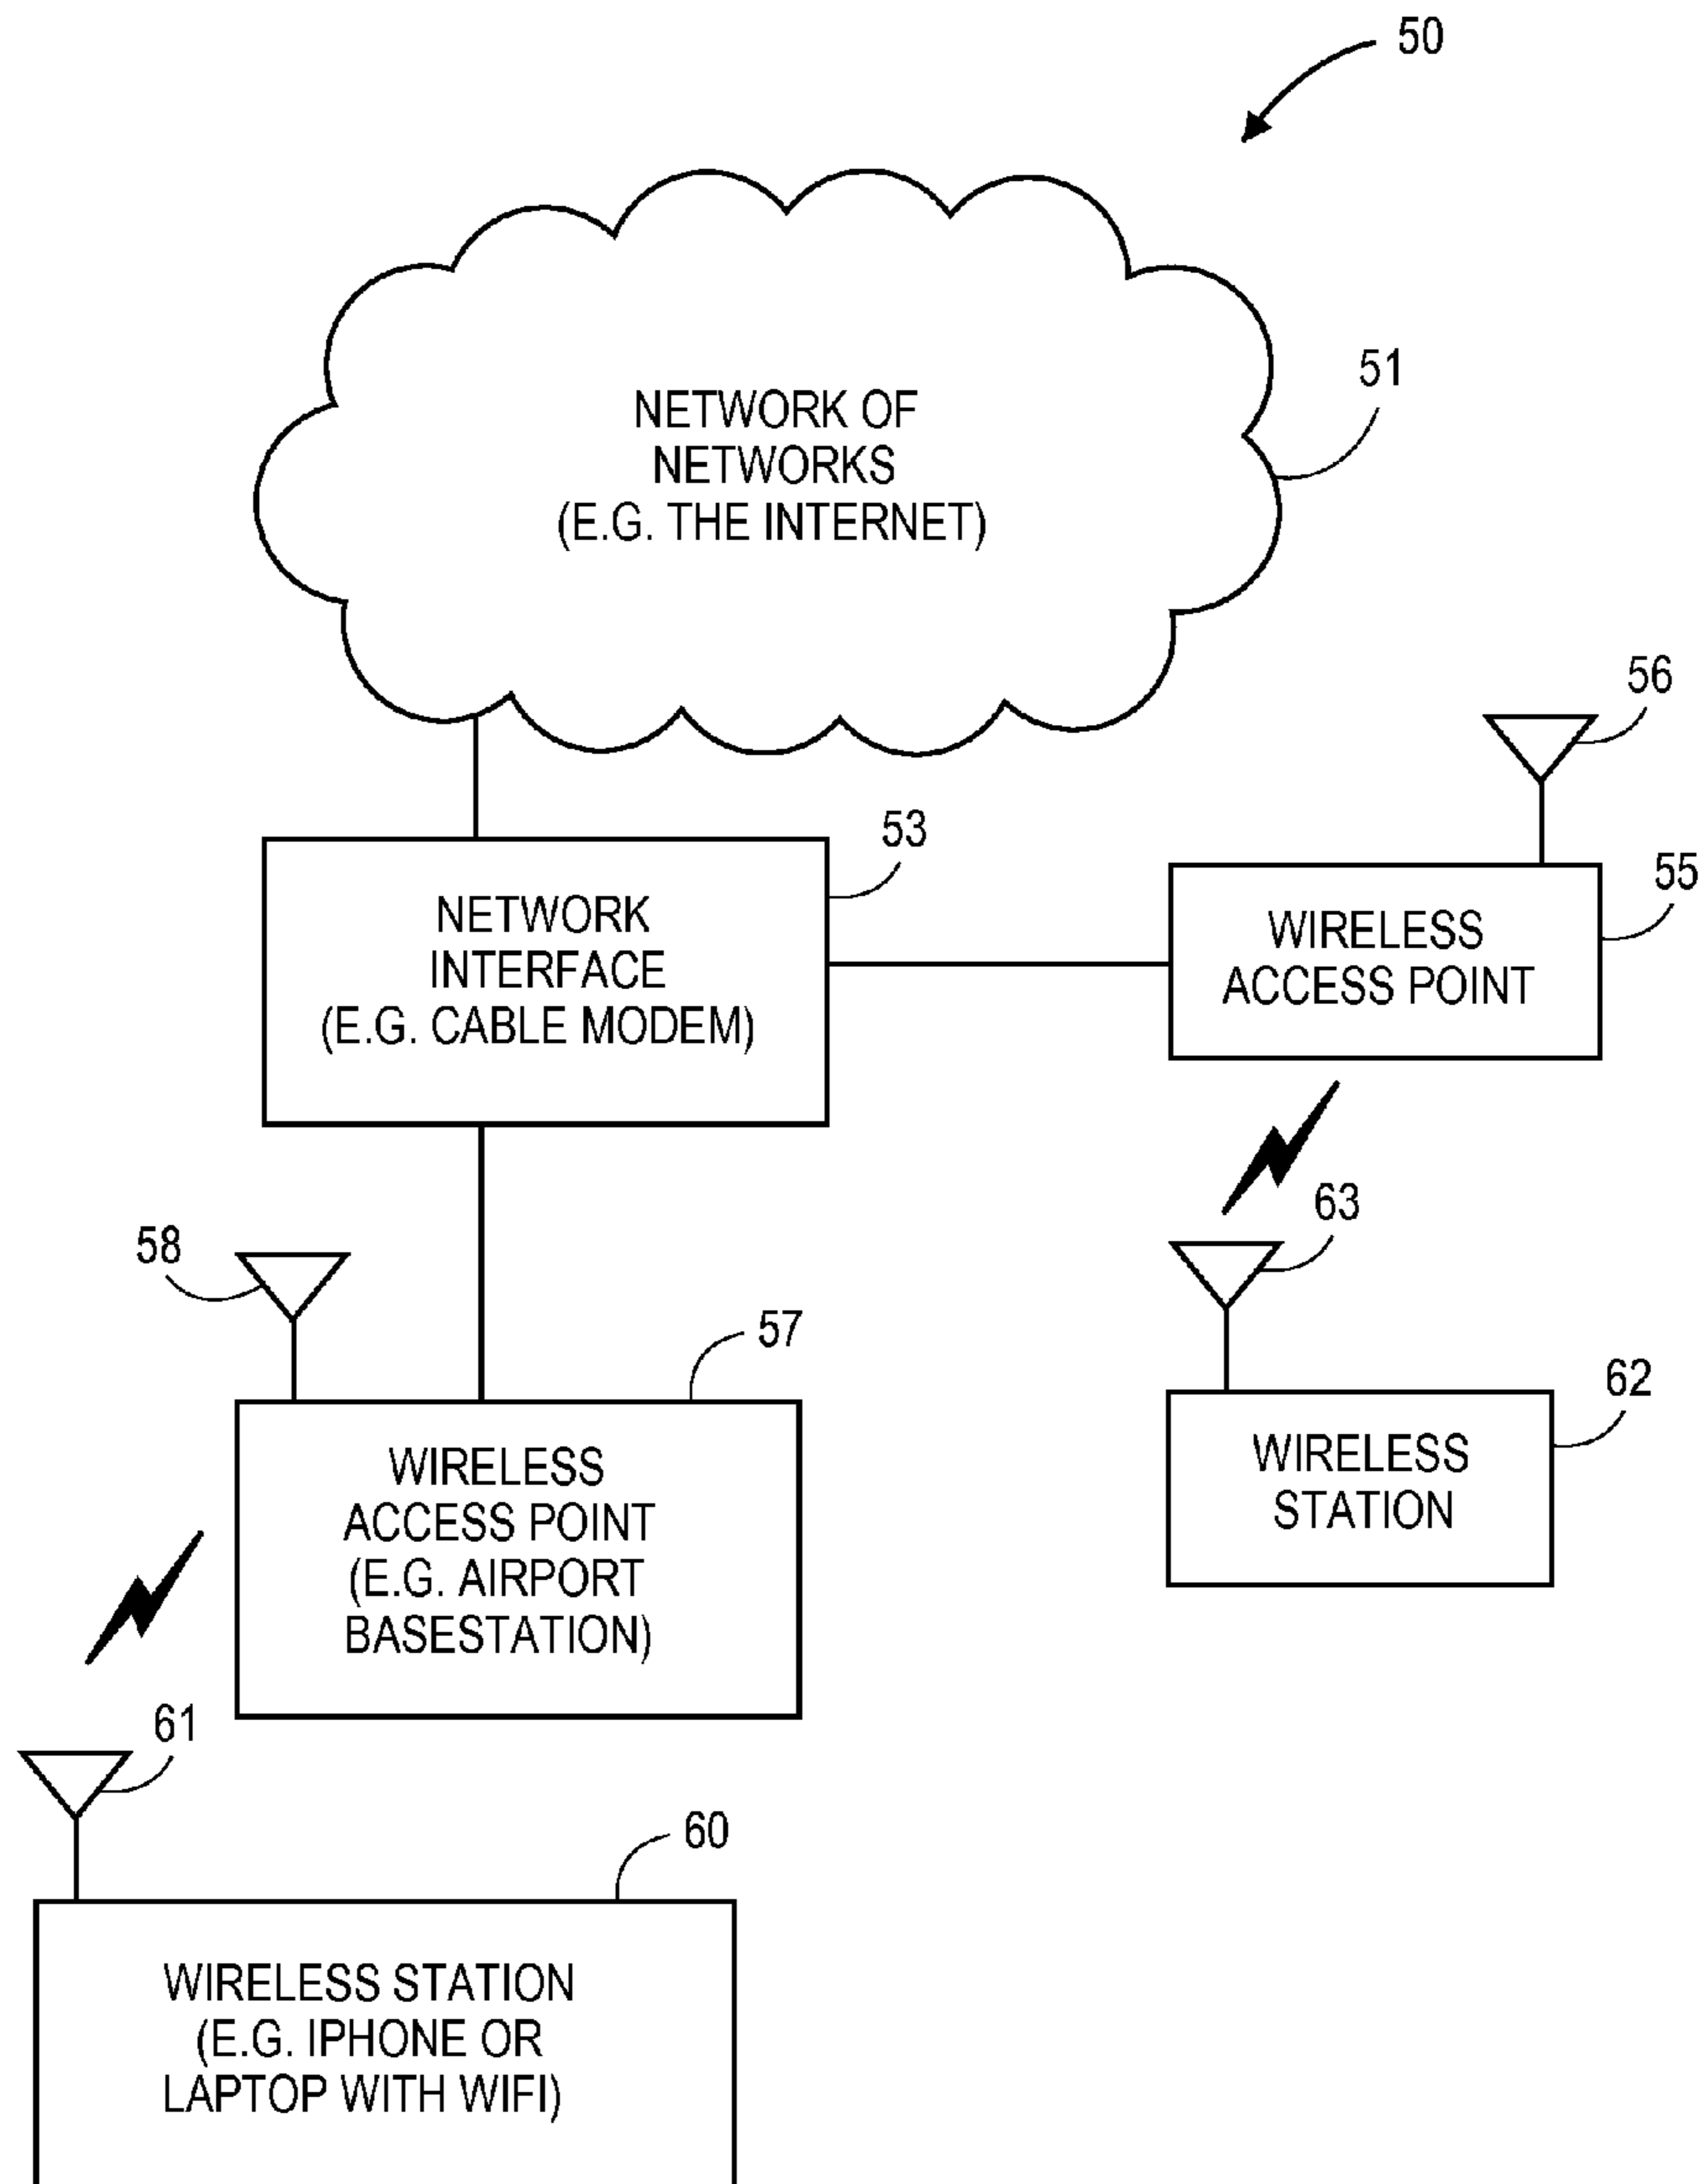 50
NETWORK OF
NETWORKS
(E.G. THE INTERNET)
51
56
53
NETWORK
INTERFACE
(E.G. CABLE MODEM)
55
WIRELESS
ACCESS POINT
63
58
57
WIRELESS
ACCESS POINT
(E.G. AIRPORT
BASESTATION)
62
WIRELESS
STATION
61
60
WIRELESS STATION
(E.G. IPHONE OR
LAPTOP WITH WIFI)